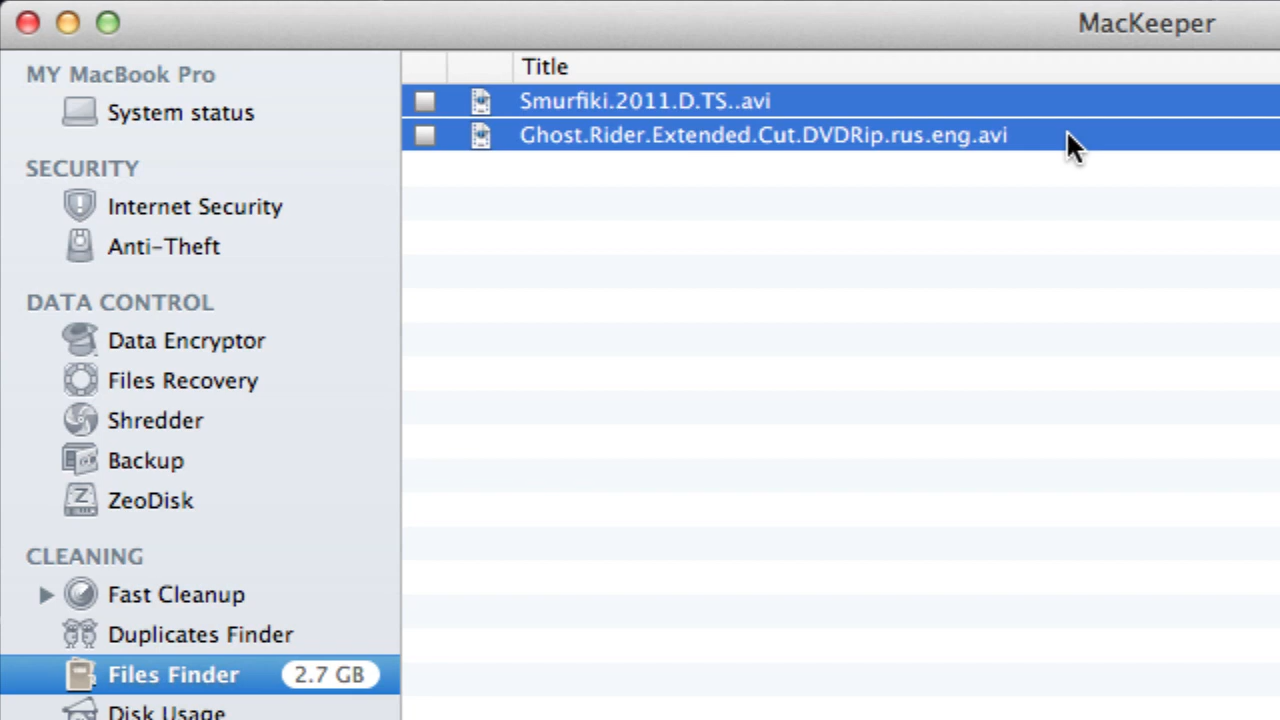 MacKeeper
MY MacBook Pro
System status
SECURITY
Internet Security
Anti-Theft
DATA CONTROL
Data Encryptor
Files Recovery
Shredder
Backup
ZeoDisk
CLEANING
Fast Cleanup
Duplicates Finder
Files Finder 2.7 GB
Disk Usage
Title
Smurfiki.2011.D.TS..avi
Ghost.Rider.Extended.Cut.DVDRip.rus.eng.avi